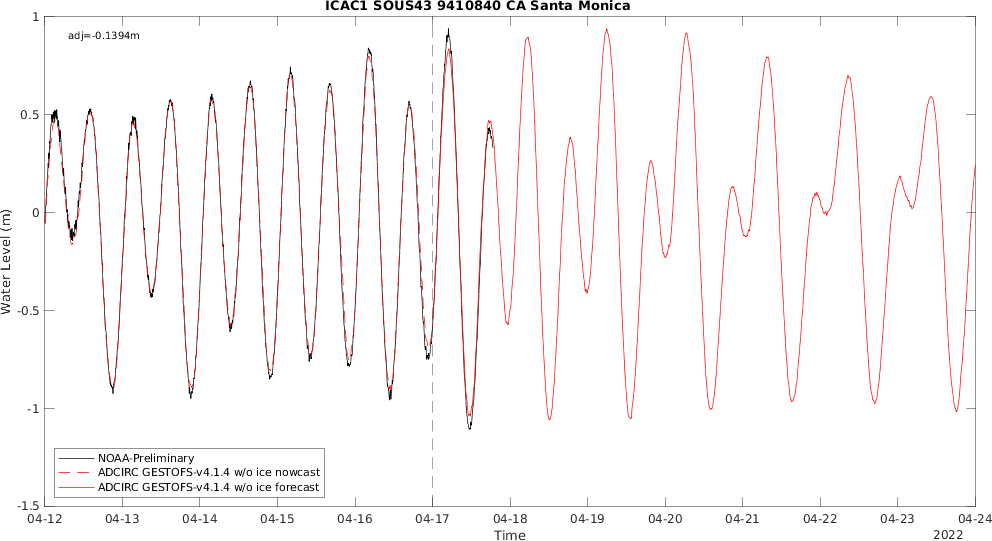 ICAC1 SOUS43 9410840 CA Santa Monica
adj=-0.1394m
1
0.5
0
-0.5
-1
-1.5
Water Level (m)
NOAA-Preliminary
ADCIRC GESTOFS-v4.1.4 w/o ice nowcast
ADCIRC GESTOFS-v4.1.4 w/o ice forecast
04-12 04-13 04-14 04-15 04-16 04-17 04-18 04-19 04-20 04-21 04-22 04-23 04-24
Time
2022